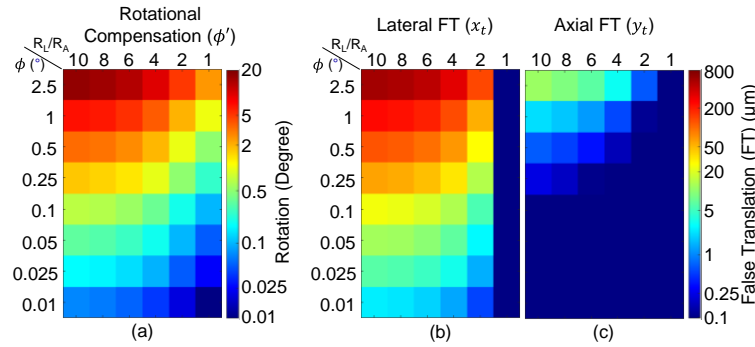 Rotational
Compensation (ϕ′)
R_L/R_A
ϕ (°)
10 8 6 4 2 1
2.5
1
0.5
0.25
0.1
0.05
0.025
0.01
20
5
2
0.5
0.1
0.01
Rotation (Degree)
(a)
Lateral FT (x_t)
R_L/R_A
ϕ (°)
10 8 6 4 2 1
2.5
1
0.5
0.25
0.1
0.05
0.025
0.01
(b)
Axial FT (y_t)
10 8 6 4 2 1
(c)
800
200
50
20
5
1
0.25
0.1
False Translation (FT) (μm)